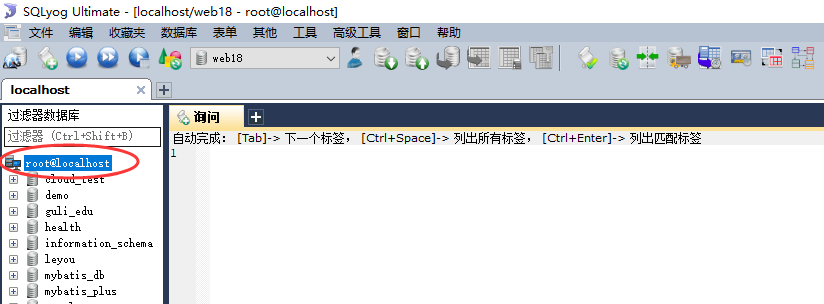 SQLyog Ultimate - [localhost/web18 - root@localhost]
文件 编辑 收藏夹 数据库 表单 其他 工具 高级工具 窗口 帮助
web18
localhost
过滤器数据库
过滤器 (Ctrl+Shift+B)
root@localhost
cloud_test
demo
guli_edu
health
information_schema
leyou
mybatis_db
mybatis_plus
询问
自动完成: [Tab]-> 下一个标签, [Ctrl+Space]-> 列出所有标签, [Ctrl+Enter]-> 列出匹配标签
1